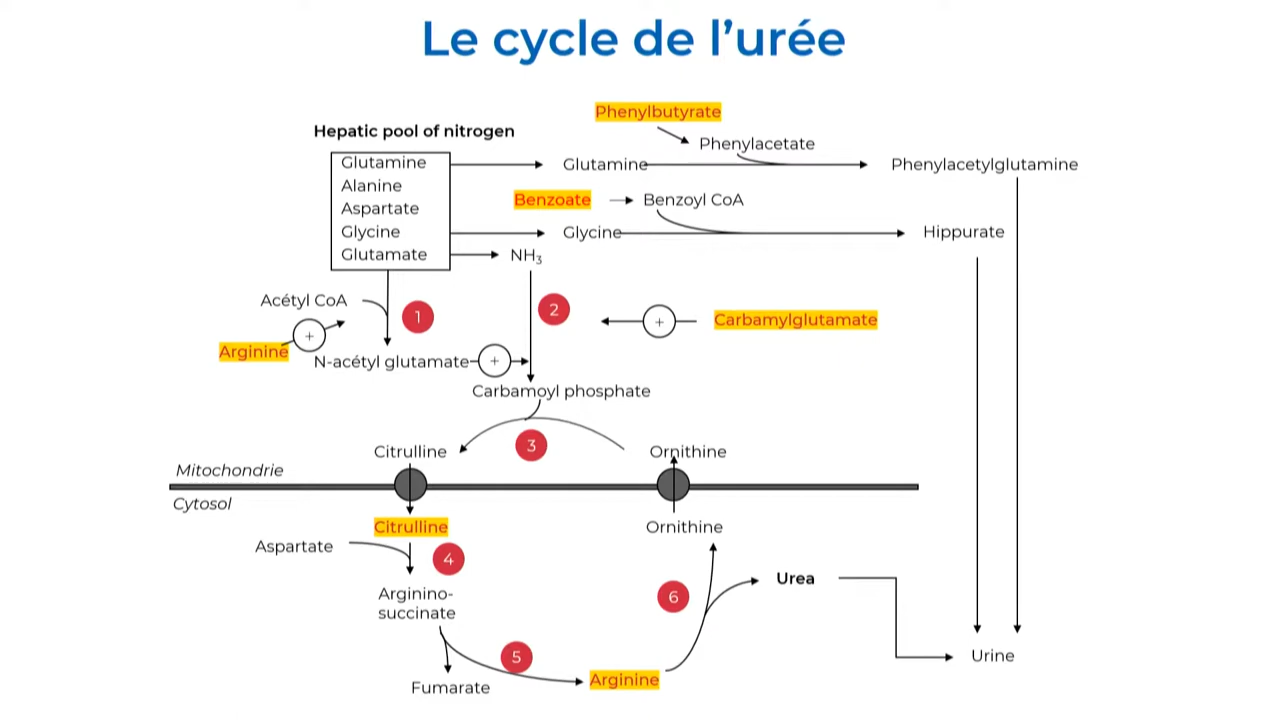 Le cycle de l’urée
Phenylbutyrate
Hepatic pool of nitrogen
Phenylacetate
Glutamine
Glutamine
Phenylacetylglutamine
Alanine
Benzoate
Benzoyl CoA
Aspartate
Glycine
Glycine
Hippurate
Glutamate
NH₃
Acétyl CoA
1
2
+
Carbamylglutamate
+
Arginine
N-acétyl glutamate
+
Carbamoyl phosphate
3
Citrulline
Ornithine
Mitochondrie
Cytosol
Citrulline
Ornithine
Aspartate
4
Arginino-
succinate
6
Urea
5
Urine
Arginine
Fumarate